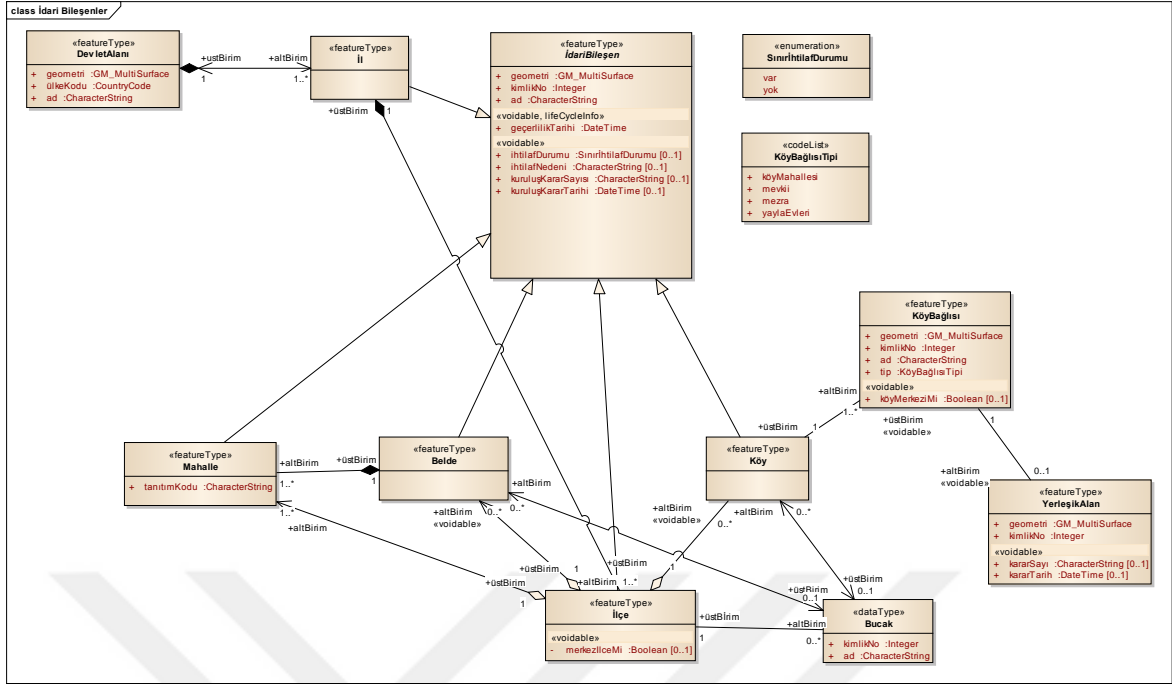 class İdari Bileşenler
«featureType»
DevletAlanı
+ geometri :GM_MultiSurface
+ ülkeKodu :CountryCode
+ ad :CharacterString
+üstBirim
1
+altBirim
1..*
«featureType»
İl
+üstBirim
1
«featureType»
İdariBileşen
+ geometri :GM_MultiSurface
+ kimlikNo :Integer
+ ad :CharacterString
«voidable, lifeCycleInfo»
+ geçerlilikTarihi :DateTime
«voidable»
+ ihtilafDurumu :SınırİhtilafDurumu [0..1]
+ ihtilafNedeni :CharacterString [0..1]
+ kuruluşKararSayısı :CharacterString [0..1]
+ kuruluşKararTarihi :DateTime [0..1]
«enumeration»
SınırİhtilafDurumu
var
yok
«codeList»
KöyBağlısıTipi
+ köyMahallesi
+ mevkii
+ mezra
+ yaylaEvleri
«featureType»
KöyBağlısı
+ geometri :GM_MultiSurface
+ kimlikNo :Integer
+ ad :CharacterString
+ tip :KöyBağlısıTipi
«voidable»
+ köyMerkeziMi :Boolean [0..1]
+altBirim
1..*
+üstBirim
1
+üstBirim
«voidable»
1
+altBirim
«voidable»
0..1
«featureType»
Mahalle
+ tanıtımKodu :CharacterString
+altBirim
1..*
+üstBirim
1
«featureType»
Belde
«featureType»
Köy
«featureType»
YerleşikAlan
+ geometri :GM_MultiSurface
+ kimlikNo :Integer
«voidable»
+ kararSayı :CharacterString [0..1]
+ kararTarih :DateTime [0..1]
1..*
+altBirim
+altBirim
«voidable»
0..*
+altBirim
0..*
+altBirim
«voidable»
0..*
+altBirim
0..*
+üstBirim
1
+üstBirim
1
+altBirim
1..*
+üstBirim
1
+üstBirim
0..1
+üstBirim
0..1
«featureType»
İlçe
«voidable»
- merkezIlceMi :Boolean [0..1]
+üstBİrim
1
+altBirim
0..*
«dataType»
Bucak
+ kimlikNo :Integer
+ ad :CharacterString